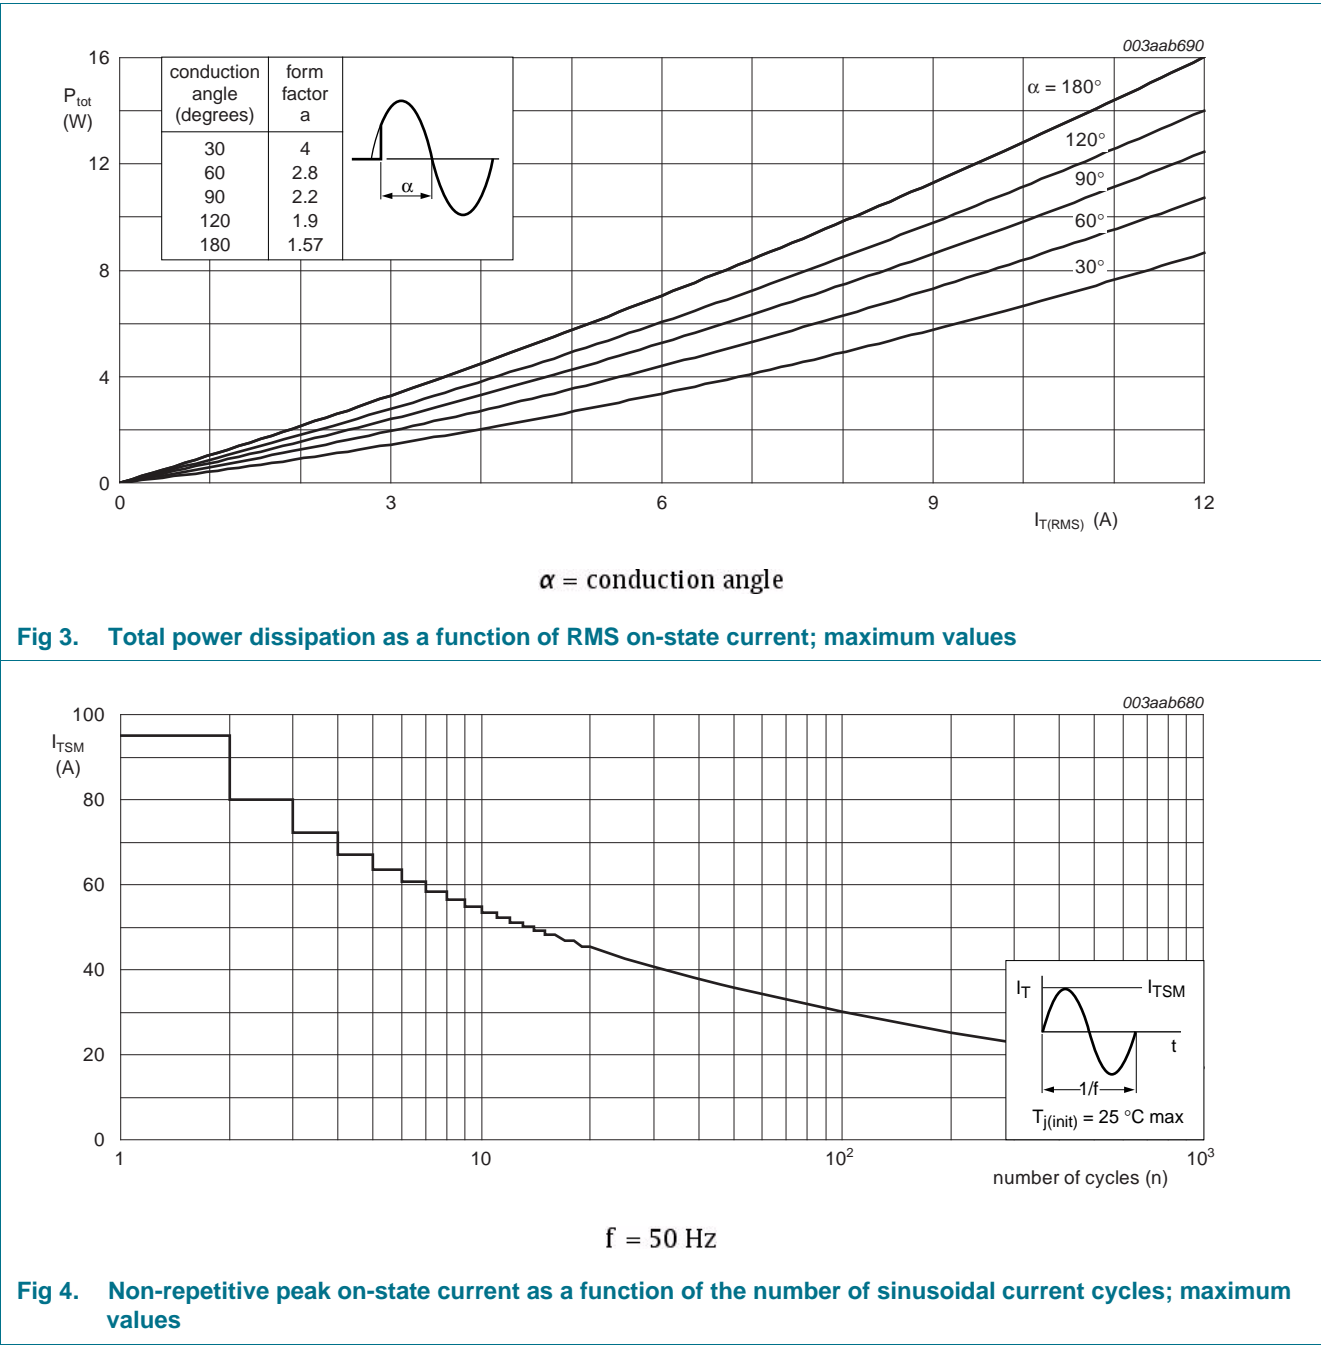 003aab690
16
P_tot
(W)
12
8
4
0
conduction angle (degrees) form factor a
30 4
60 2.8
90 2.2
120 1.9
180 1.57
α
α = 180°
120°
90°
60°
30°
0 3 6 9 12
I_T(RMS) (A)
α = conduction angle
Fig 3. Total power dissipation as a function of RMS on-state current; maximum values
003aab680
100
I_TSM
(A)
80
60
40
20
0
I_T I_TSM
t
1/f
T_j(init) = 25 °C max
1 10 10² 10³
number of cycles (n)
f = 50 Hz
Fig 4. Non-repetitive peak on-state current as a function of the number of sinusoidal current cycles; maximum
values